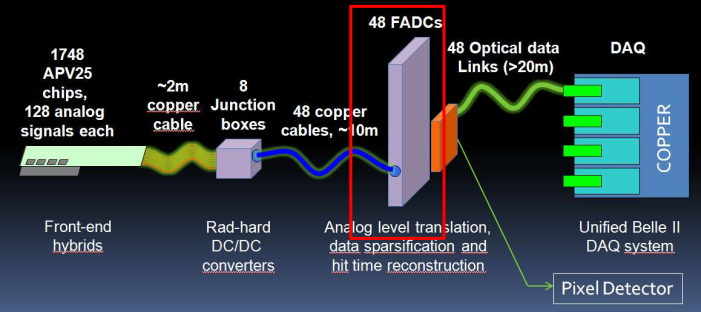 1748
APV25
chips,
128 analog
signals each
~2m
copper
cable
8
Junction
boxes
48 copper
cables, ~10m
48 FADCs
48 Optical data
Links (>20m)
DAQ
COPPER
Front-end
hybrids
Rad-hard
DC/DC
converters
Analog level translation,
data sparsification and
hit time reconstruction
Unified Belle II
DAQ system
Pixel Detector